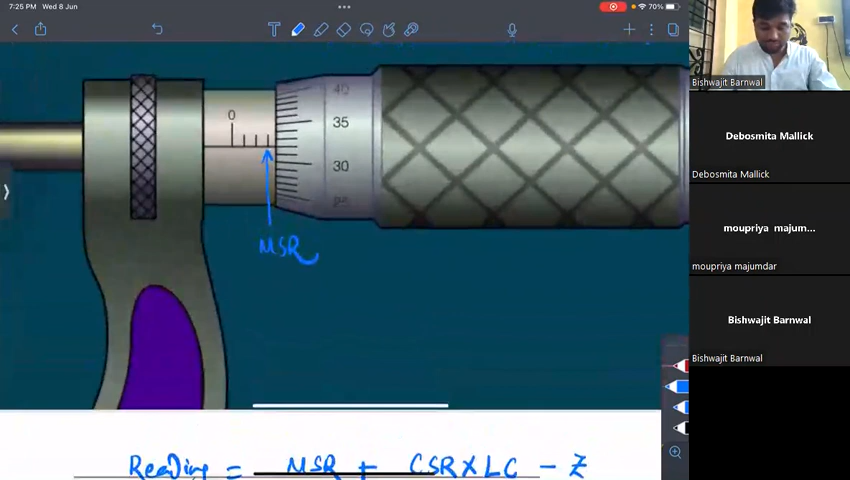 7:25 PM Wed 8 Jun
70%
T
Biswajit Barnwal
Debosmita Mallick
Debosmita Mallick
moupriya majum...
moupriya majumdar
Bishwajit Barnwal
Bishwajit Barnwal
0
40
35
30
MSR
Reading = MSR + CSR X LC - Z